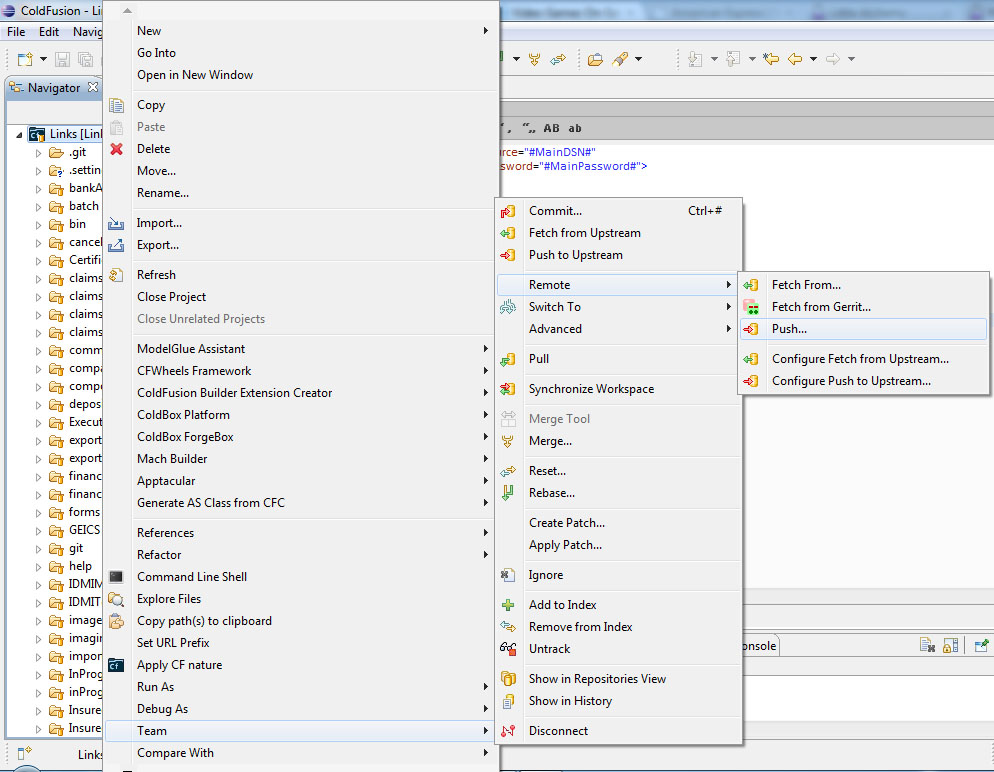 ColdFusion - Li
File Edit Navig
Navigator
Links [Linl
.git
.settin
bankA
batch
bin
cancel
Certifi
claims
claims
claims
claims
comm
compa
compo
depos
Execut
export
export
financ
financ
forms
GEICS
git
help
IDMIM
IDMIT
image
imagir
impor
InProg
inProg
Insure
Insure
Links
New
Go Into
Open in New Window
Copy
Paste
Delete
Move...
Rename...
Import...
Export...
Refresh
Close Project
Close Unrelated Projects
ModelGlue Assistant
CFWheels Framework
ColdFusion Builder Extension Creator
ColdBox Platform
ColdBox ForgeBox
Mach Builder
Apptacular
Generate AS Class from CFC
References
Refactor
Command Line Shell
Explore Files
Copy path(s) to clipboard
Set URL Prefix
Apply CF nature
Run As
Debug As
Team
Compare With
AB ab
urce="#MainDSN#"
sword="#MainPassword#">
Commit... Ctrl+#
Fetch from Upstream
Push to Upstream
Remote
Switch To
Advanced
Pull
Synchronize Workspace
Merge Tool
Merge...
Reset...
Rebase...
Create Patch...
Apply Patch...
Ignore
Add to Index
Remove from Index
Untrack
Show in Repositories View
Show in History
Disconnect
Fetch From...
Fetch from Gerrit...
Push...
Configure Fetch from Upstream...
Configure Push to Upstream...
onsole